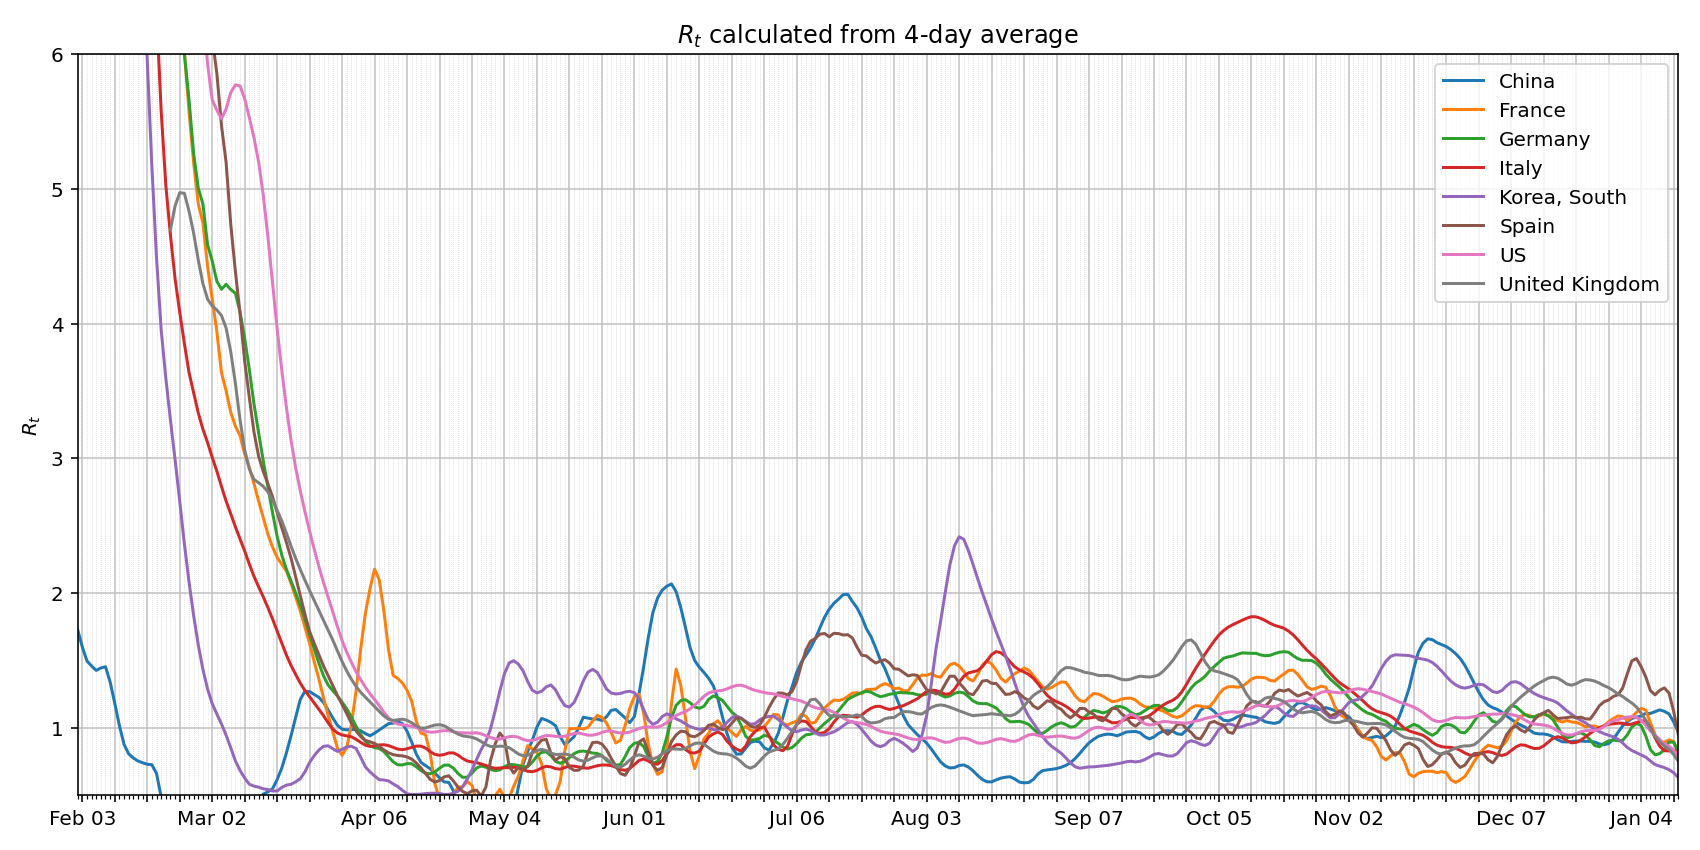 Rt calculated from 4-day average
6
5
4
3
2
1
Rt
China
France
Germany
Italy
Korea, South
Spain
US
United Kingdom
Feb 03 Mar 02 Apr 06 May 04 Jun 01 Jul 06 Aug 03 Sep 07 Oct 05 Nov 02 Dec 07 Jan 04